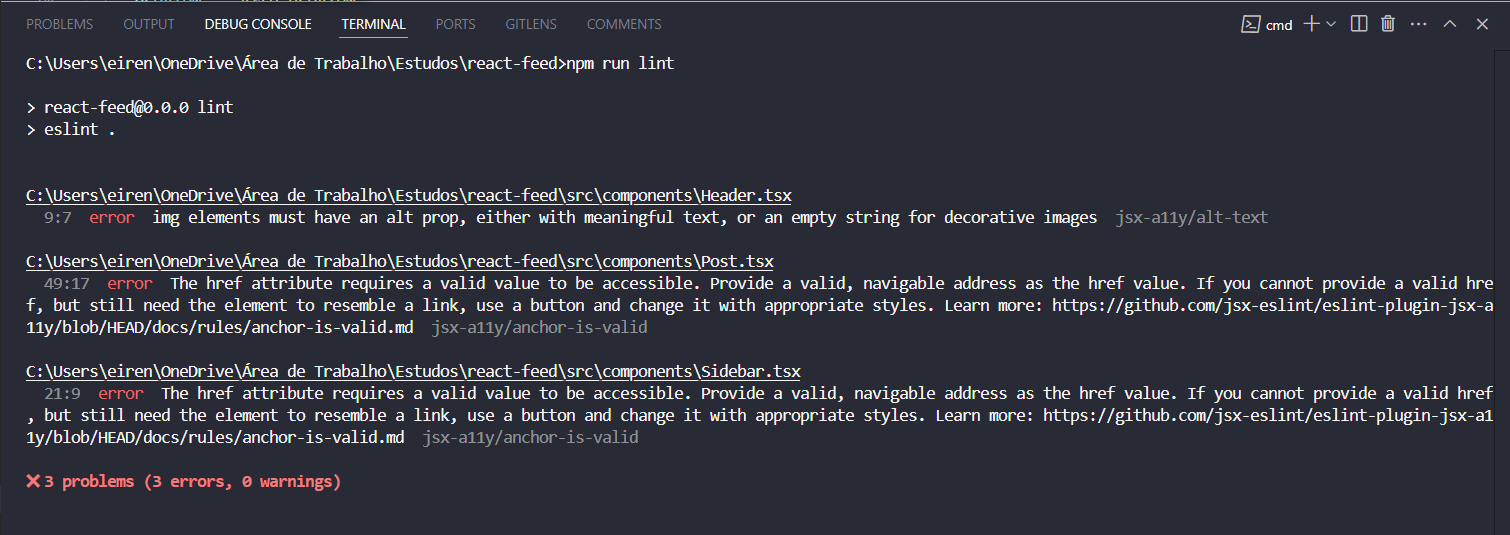 PROBLEMS OUTPUT DEBUG CONSOLE TERMINAL PORTS GITLENS COMMENTS cmd
C:\Users\eiren\OneDrive\Área de Trabalho\Estudos\react-feed>npm run lint
> react-feed@0.0.0 lint
> eslint .
C:\Users\eiren\OneDrive\Área de Trabalho\Estudos\react-feed\src\components\Header.tsx
9:7 error img elements must have an alt prop, either with meaningful text, or an empty string for decorative images jsx-a11y/alt-text
C:\Users\eiren\OneDrive\Área de Trabalho\Estudos\react-feed\src\components\Post.tsx
49:17 error The href attribute requires a valid value to be accessible. Provide a valid, navigable address as the href value. If you cannot provide a valid hre
f, but still need the element to resemble a link, use a button and change it with appropriate styles. Learn more: https://github.com/jsx-eslint/eslint-plugin-jsx-a
11y/blob/HEAD/docs/rules/anchor-is-valid.md jsx-a11y/anchor-is-valid
C:\Users\eiren\OneDrive\Área de Trabalho\Estudos\react-feed\src\components\Sidebar.tsx
21:9 error The href attribute requires a valid value to be accessible. Provide a valid, navigable address as the href value. If you cannot provide a valid href
, but still need the element to resemble a link, use a button and change it with appropriate styles. Learn more: https://github.com/jsx-eslint/eslint-plugin-jsx-a1
1y/blob/HEAD/docs/rules/anchor-is-valid.md jsx-a11y/anchor-is-valid
❌3 problems (3 errors, 0 warnings)